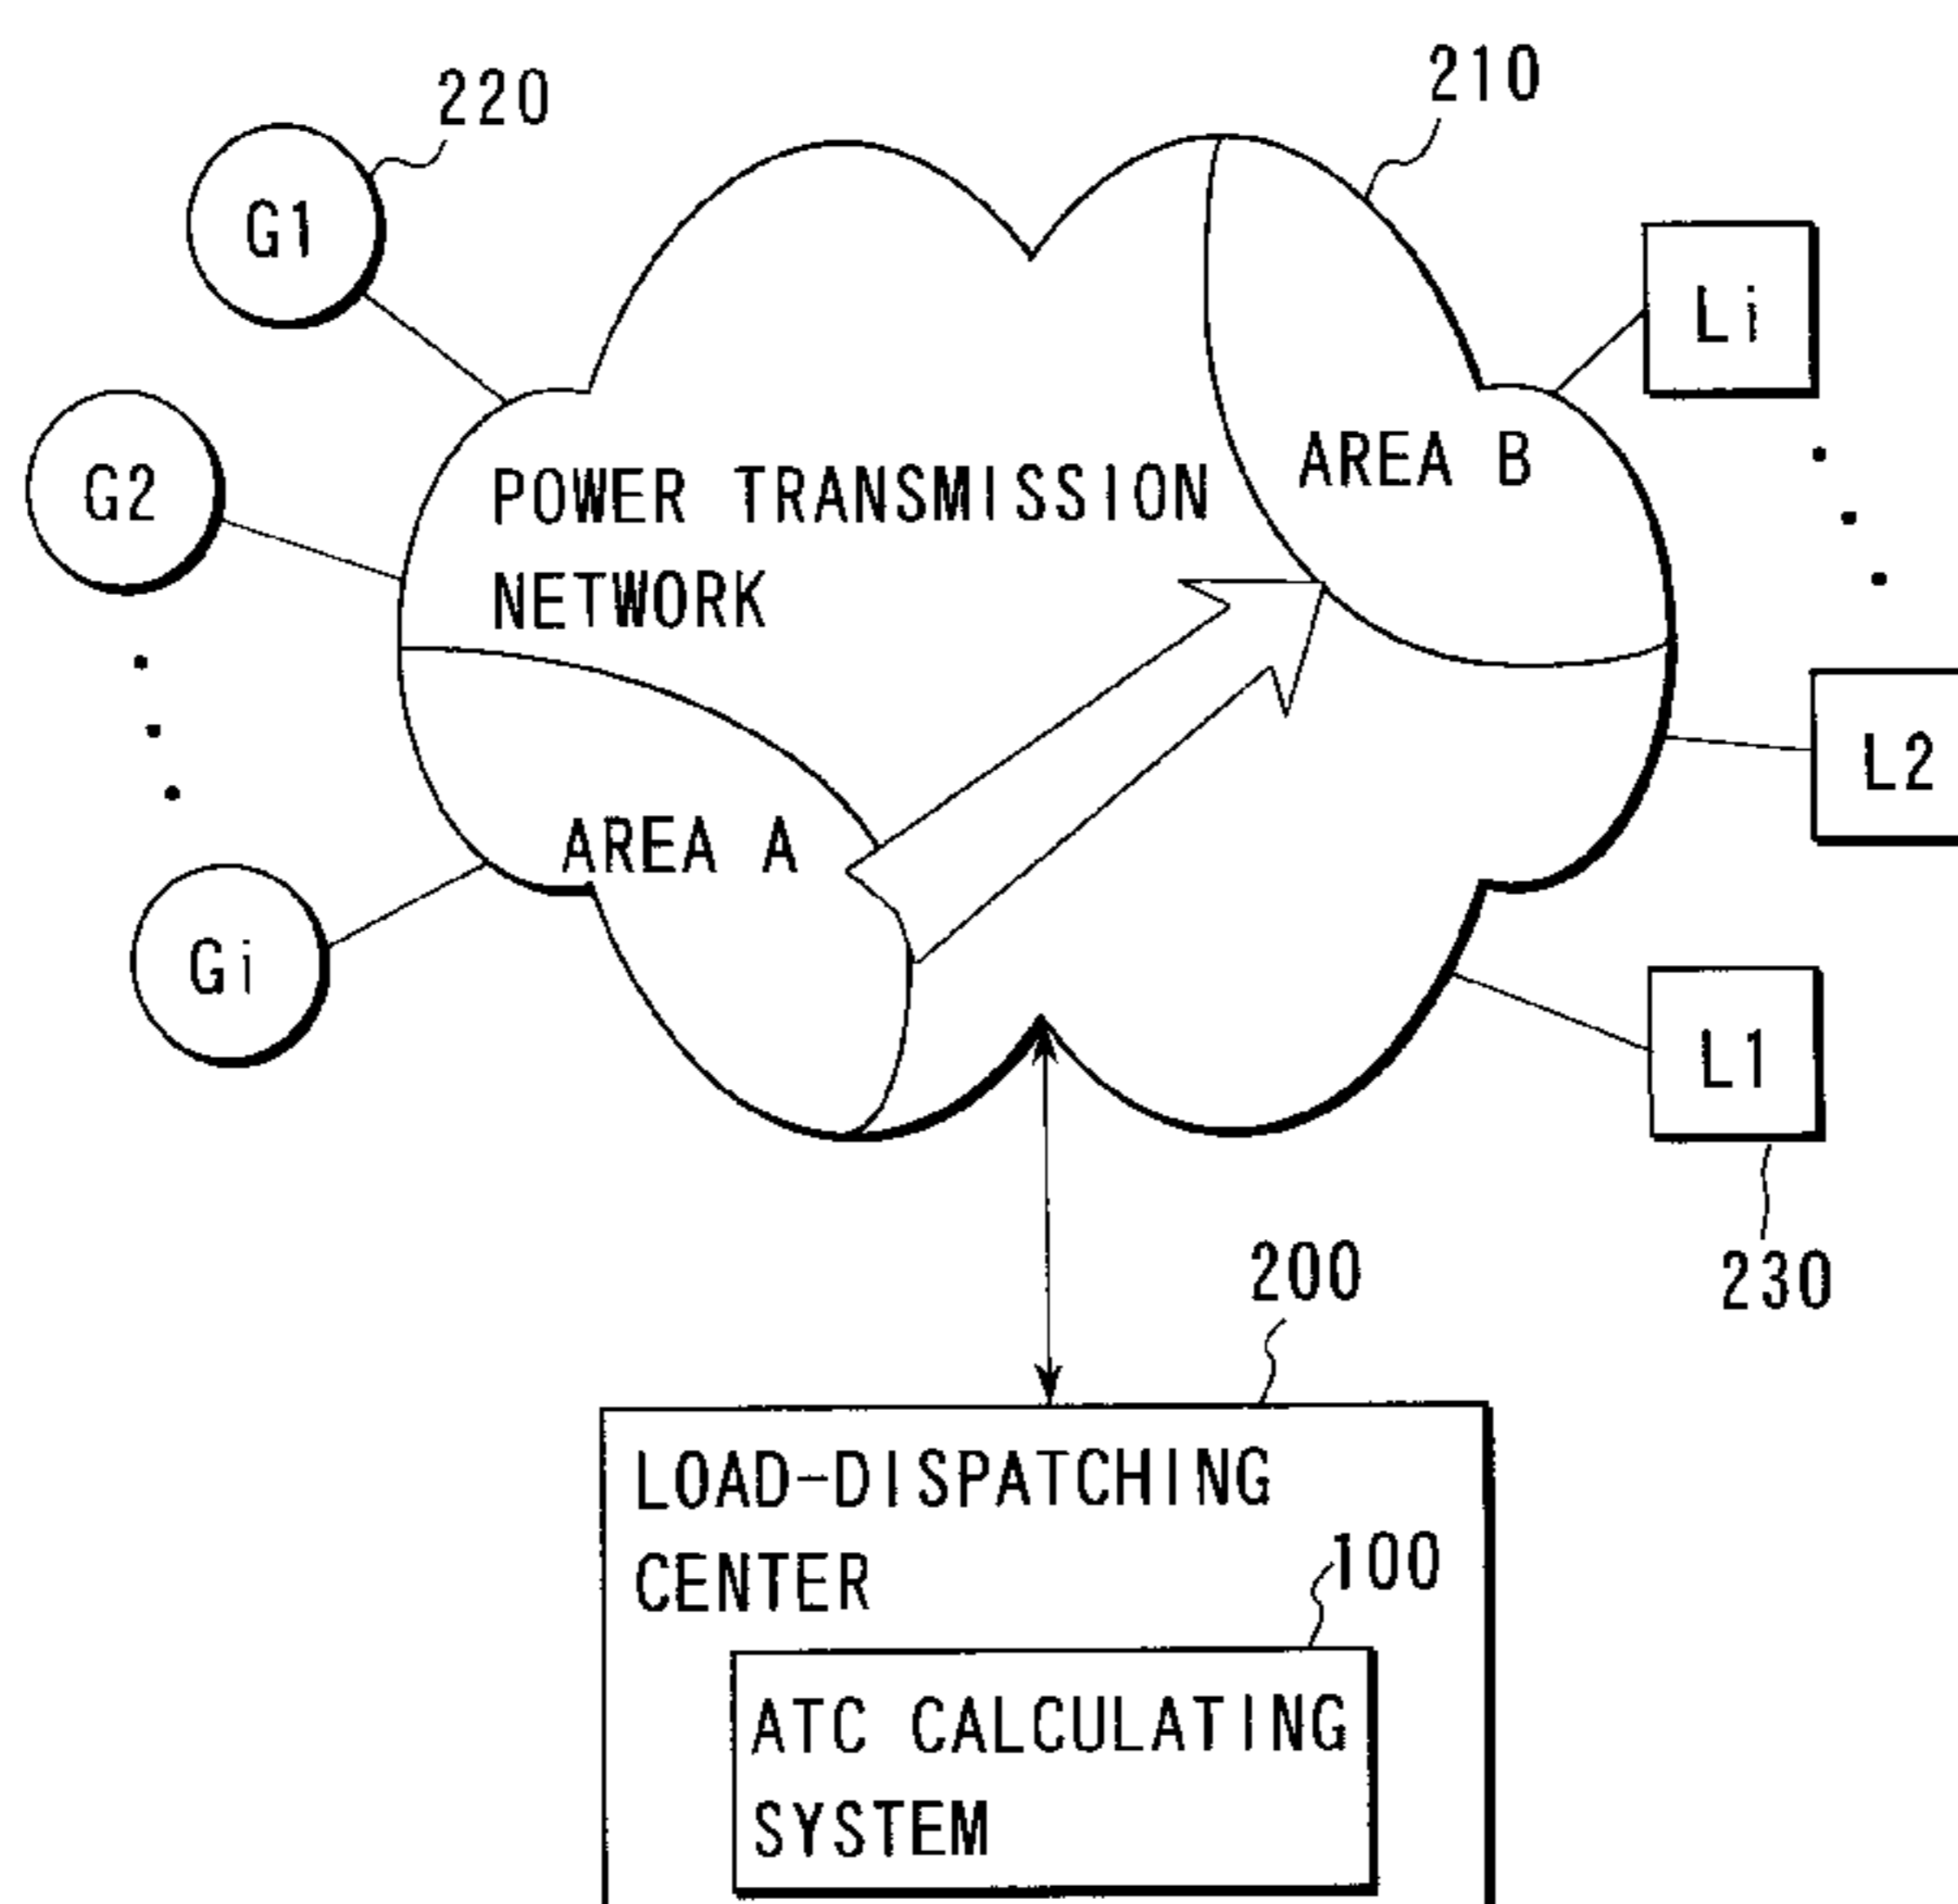 220
210
G1
Li
G2
AREA B
POWER TRANSMISSION
NETWORK
L2
AREA A
Gi
L1
230
200
LOAD-DISPATCHING
CENTER
100
ATC CALCULATING
SYSTEM